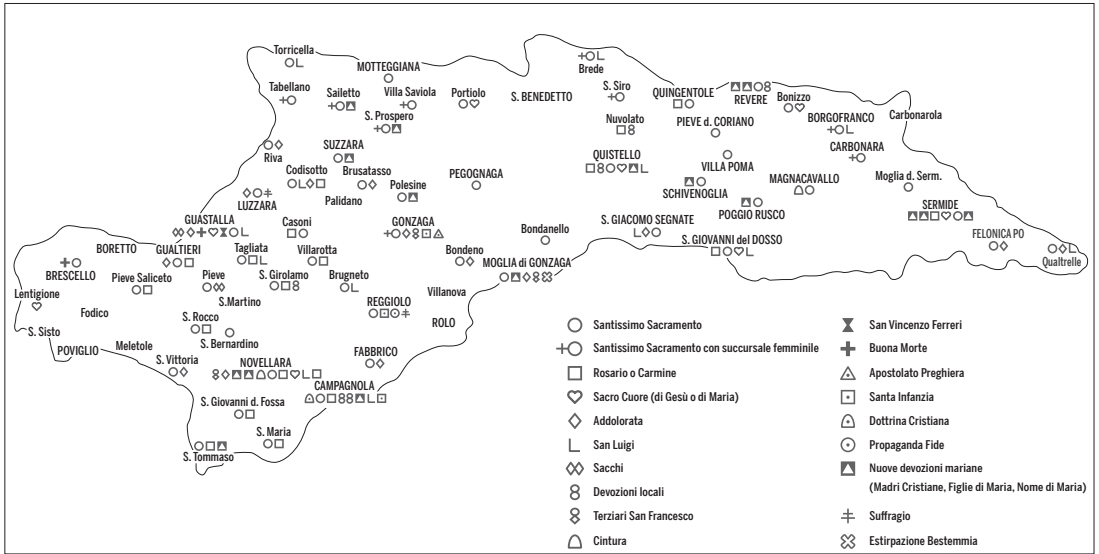 Torricella
MOTTEGGIANA
Brede
Tabellano
Sailetto
Villa Saviola
Portiolo
S. BENEDETTO
S. Siro
QUINGENTOLE
REVERE
Bonizzo
S. Prospero
Nuvolato
PIEVE d. CORIANO
BORGOFRANCO
Carbonarola
Riva
SUZZARA
QUISTELLO
VILLA POMA
CARBONARA
Codisotto
Brusatasso
Polesine
PEGOGNAGA
SCHIVENOGLIA
MAGNACAVALLO
Moglia d. Serm.
LUZZARA
Palidano
POGGIO RUSCO
SERMIDE
GUASTALLA
Casoni
GONZAGA
Bondanello
S. GIACOMO SEGNATE
FELONICA PO
BORETTO
GUALTIERI
Tagliata
Villarotta
Bondeno
S. GIOVANNI del DOSSO
Qualtrelle
BRESCELLO
Pieve Saliceto
Pieve
S. Girolamo
Brugneto
MOGLIA DI GONZAGA
Lentigione
S.Martino
REGGIOLO
Villanova
Fodico
S. Rocco
ROLO
S. Sisto
S. Bernardino
POVIGLIO
Meletole
S. Vittoria
NOVELLARA
FABBRICO
CAMPAGNOLA
S. Giovanni d. Fossa
S. Maria
S. Tommaso
Santissimo Sacramento
Santissimo Sacramento con succursale femminile
Rosario o Carmine
Sacro Cuore (di Gesù o di Maria)
Addolorata
San Luigi
Sacchi
Devozioni locali
Terziari San Francesco
Cintura
San Vincenzo Ferreri
Buona Morte
Apostolato Preghiera
Santa Infanzia
Dottrina Cristiana
Propaganda Fide
Nuove devozioni mariane
(Madri Cristiane, Figlie di Maria, Nome di Maria)
Suffragio
Estirpazione Bestemmia